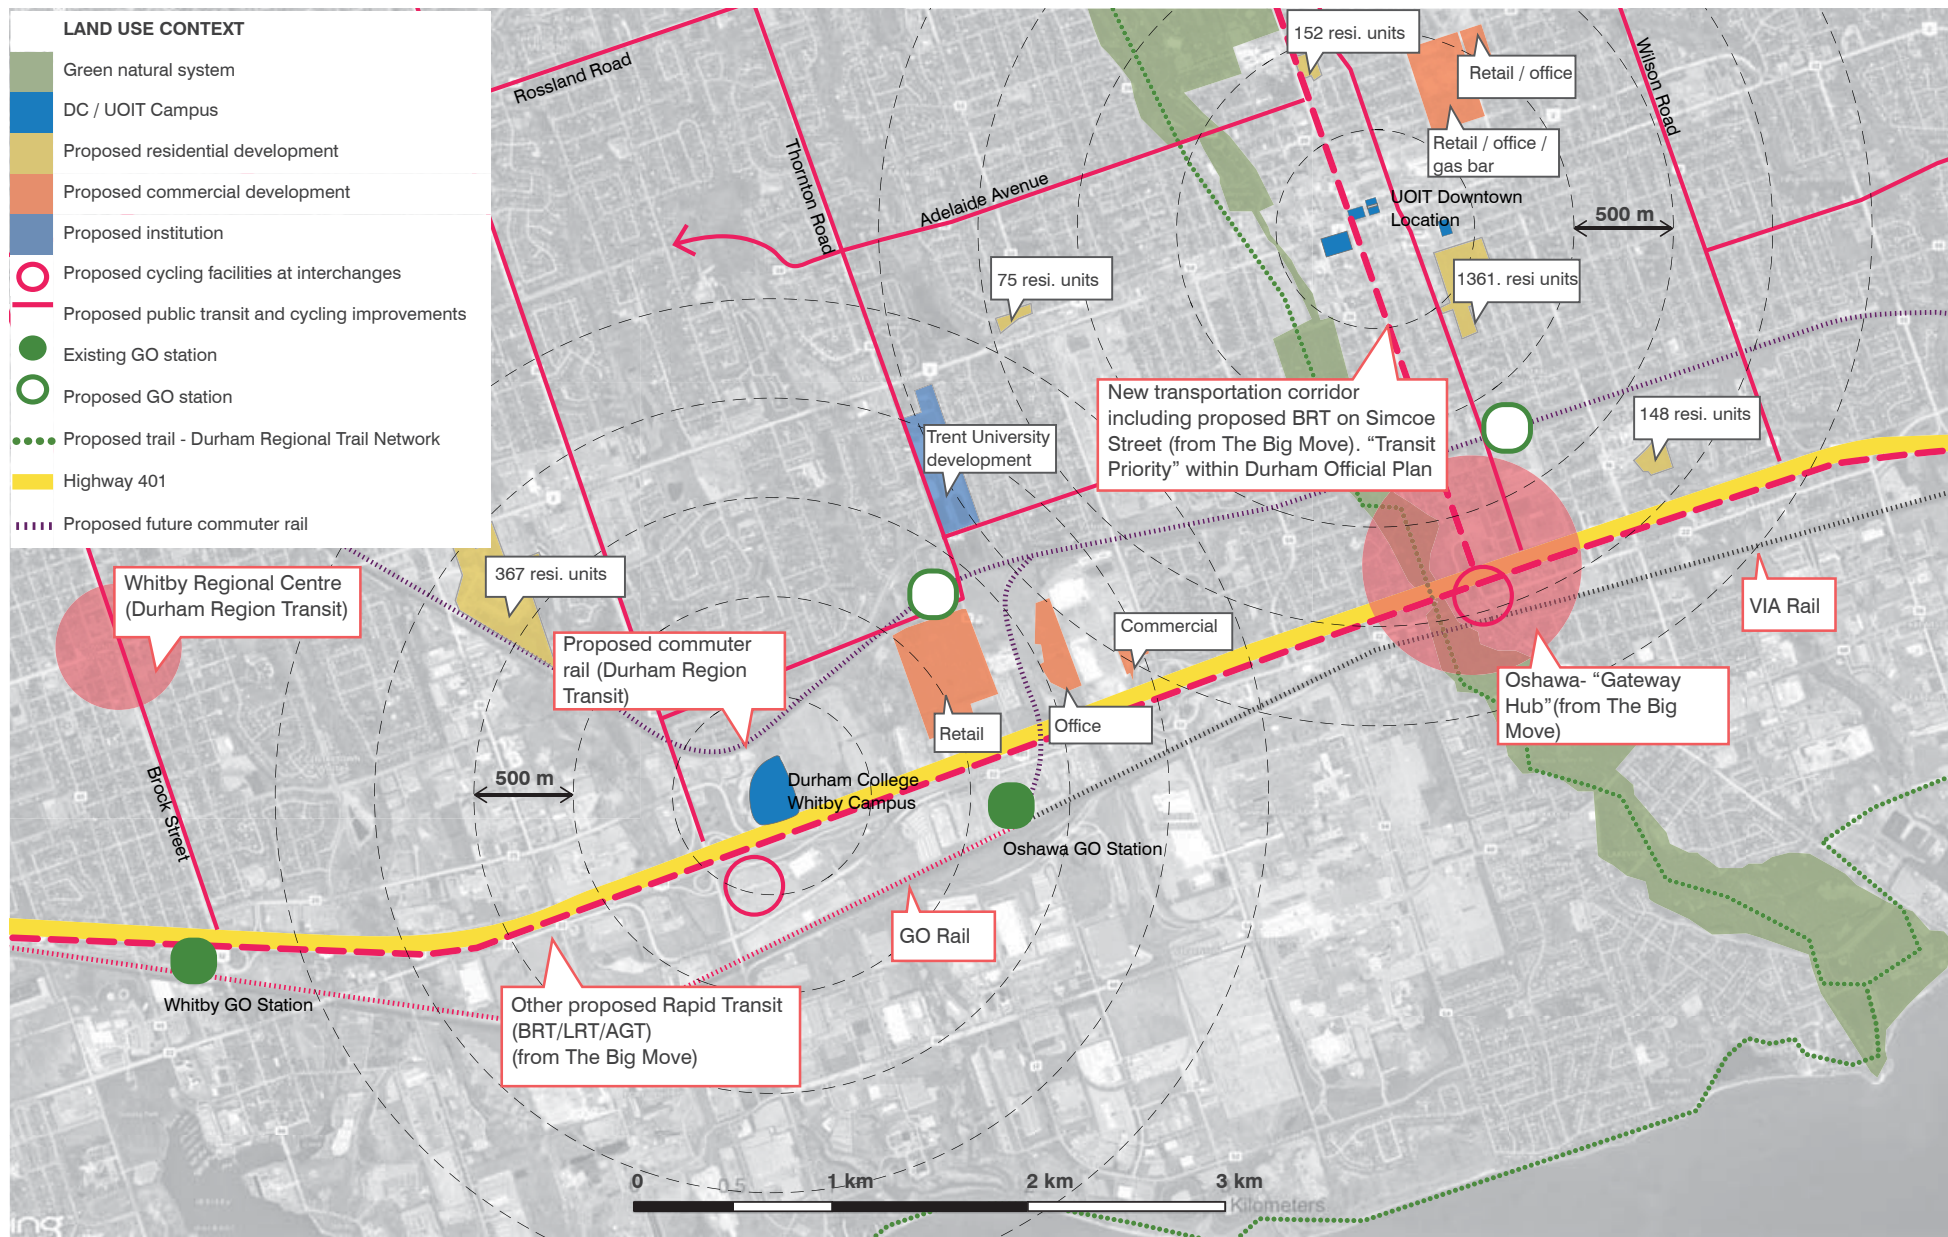 LAND USE CONTEXT
Green natural system
DC / UOIT Campus
Proposed residential development
Proposed commercial development
Proposed institution
Proposed cycling facilities at interchanges
Proposed public transit and cycling improvements
Existing GO station
Proposed GO station
Proposed trail - Durham Regional Trail Network
Highway 401
Proposed future commuter rail
Rossland Road
Thornton Road
Adelaide Avenue
Wilson Road
152 resi. units
Retail / office
Retail / office /
gas bar
UOIT Downtown
Location
500 m
75 resi. units
1361. resi units
New transportation corridor
including proposed BRT on Simcoe
Street (from The Big Move). “Transit
Priority” within Durham Official Plan
148 resi. units
Trent University
development
367 resi. units
Whitby Regional Centre
(Durham Region Transit)
Proposed commuter
rail (Durham Region
Transit)
Commercial
VIA Rail
Oshawa- “Gateway
Hub”(from The Big
Move)
Retail
Office
500 m
Durham College
Whitby Campus
Brock Street
Oshawa GO Station
GO Rail
Whitby GO Station
Other proposed Rapid Transit
(BRT/LRT/AGT)
(from The Big Move)
0 0.5 1 km 2 km 3 km
Kilometers
ing